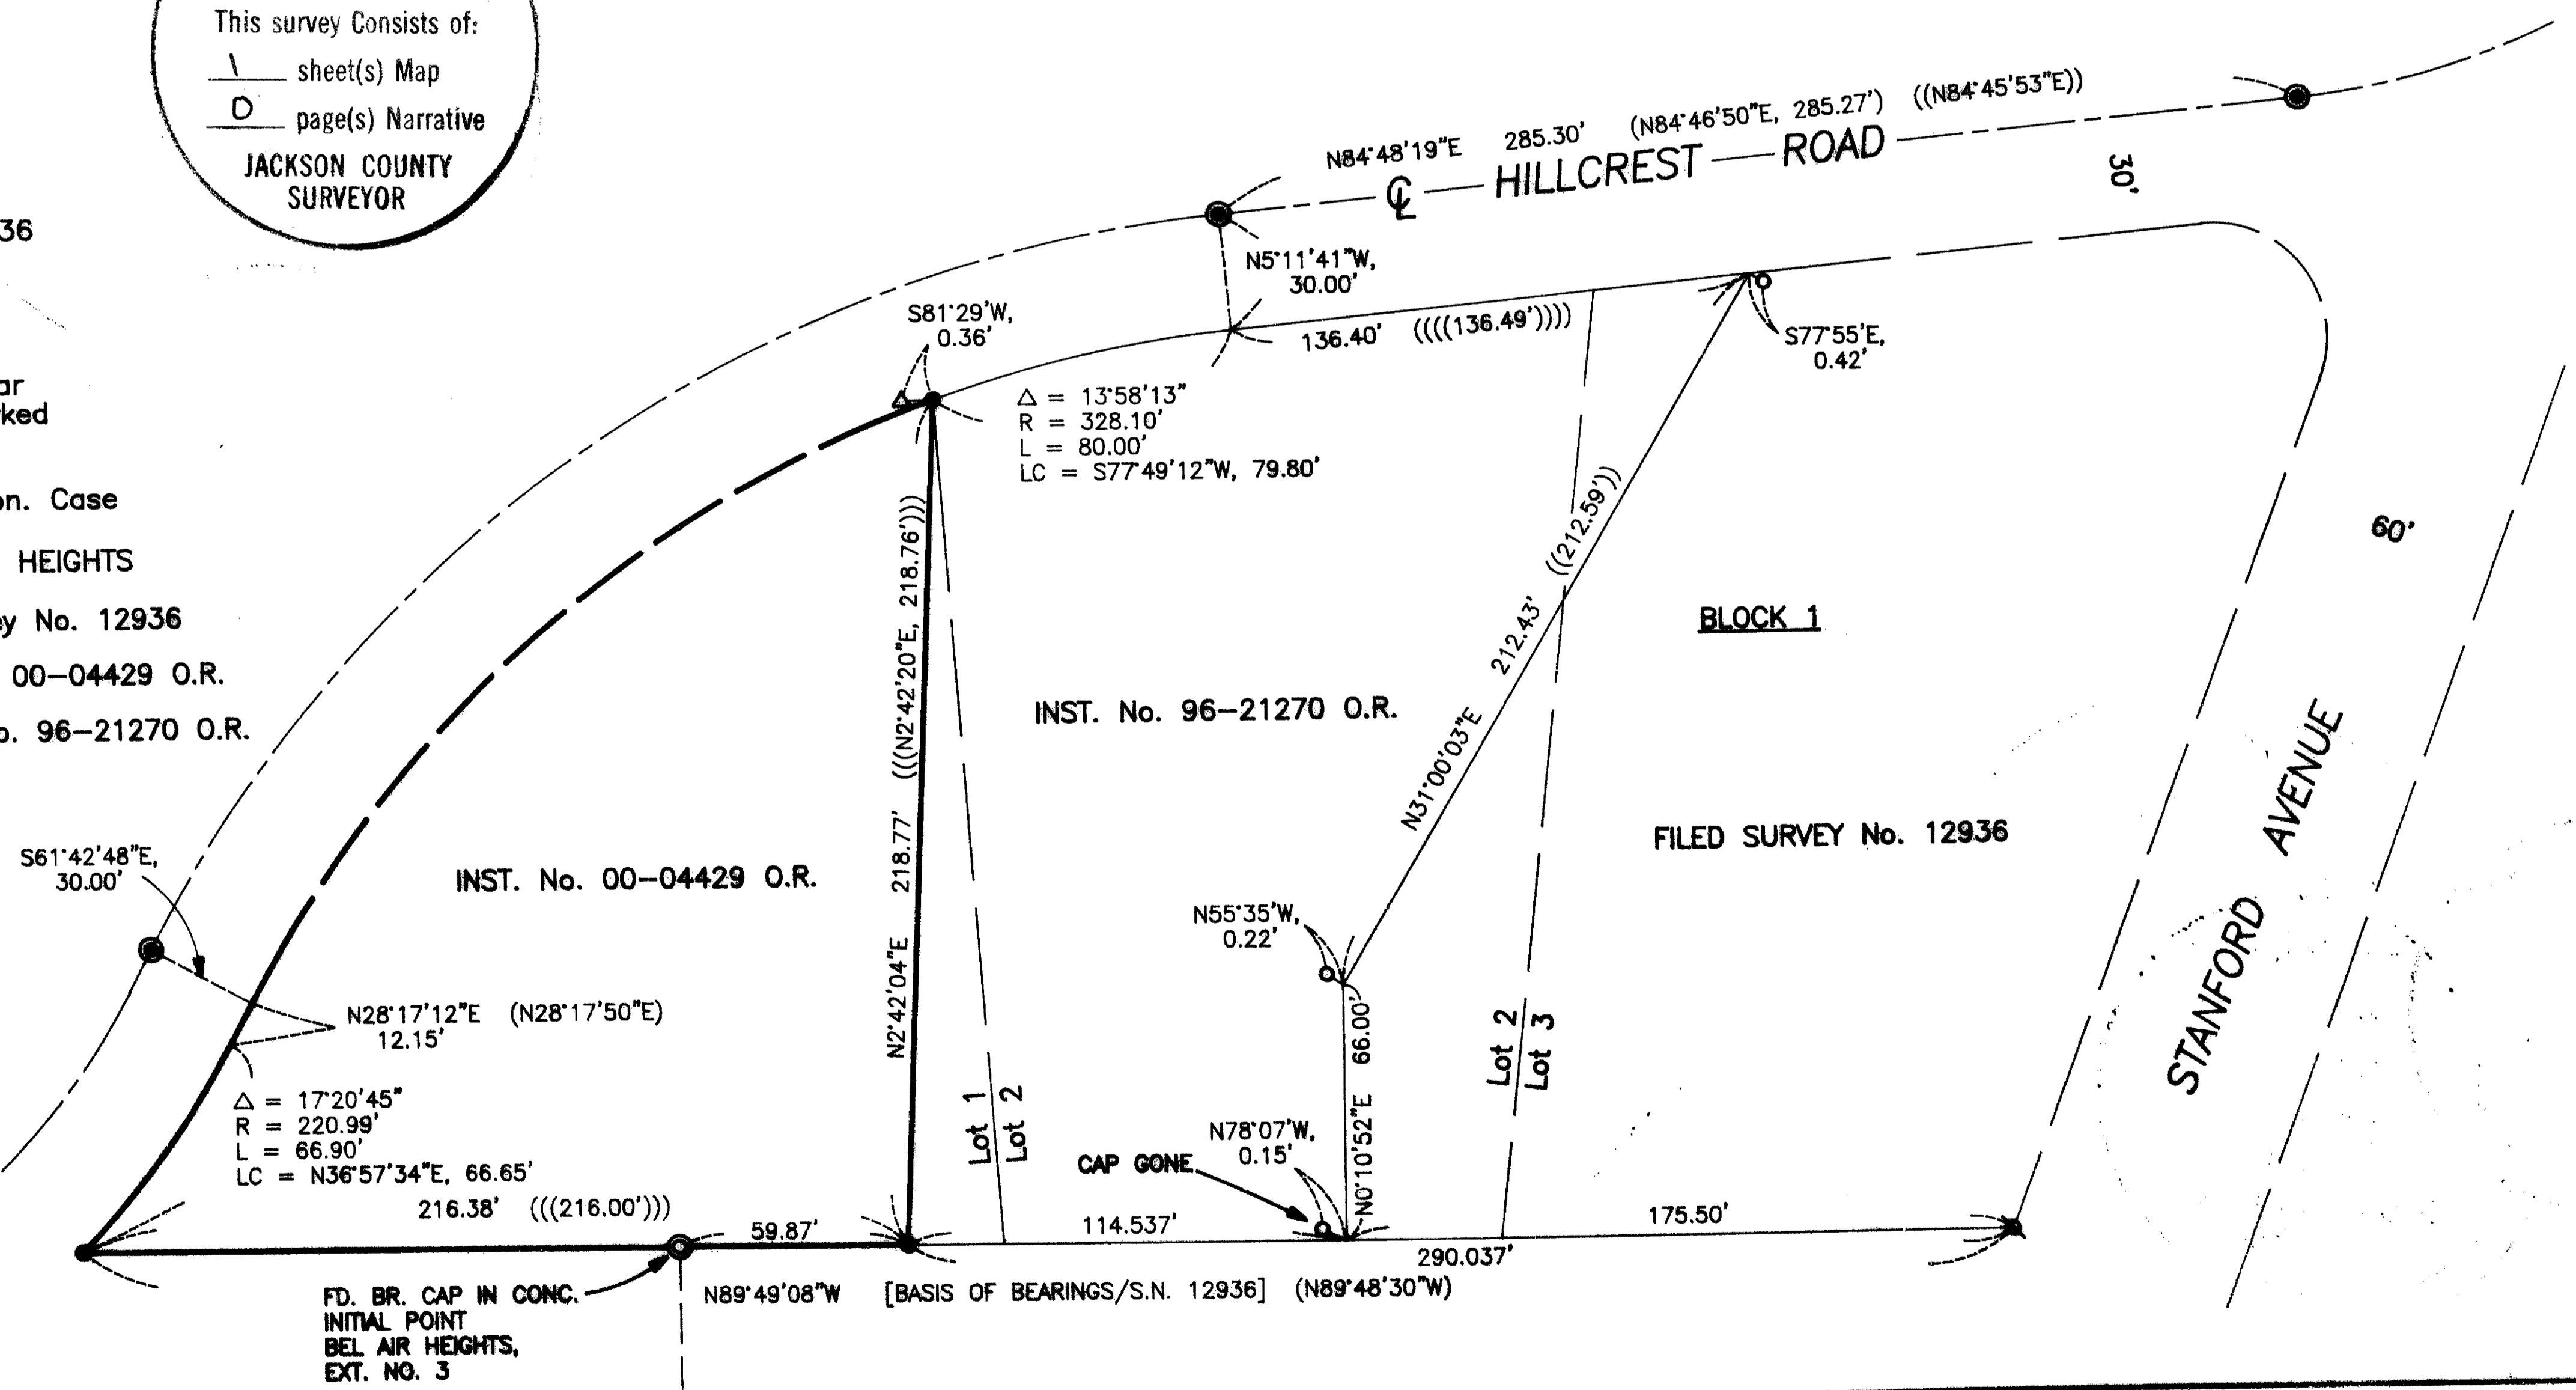 This survey Consists of:
1 sheet(s) Map
0 page(s) Narrative
JACKSON COUNTY
SURVEYOR
36
ar
ked
on. Case
HEIGHTS
ey No. 12936
00-04429 O.R.
o. 96-21270 O.R.
N84°48'19"E 285.30' (N84°46'50"E, 285.27') ((N84°45'53"E))
℄ HILLCREST ROAD
30'
N5°11'41"W,
30.00'
S81°29'W,
0.36'
136.40' ((((136.49'))))
S77°55'E,
0.42'
Δ = 13°58'13"
R = 328.10'
L = 80.00'
LC = S77°49'12"W, 79.80'
N2°42'04"E 218.77' (((N2°42'20"E, 218.76')))
N31°00'03"E 212.43' ((212.59'))
60'
BLOCK 1
INST. No. 96-21270 O.R.
FILED SURVEY No. 12936
STANFORD AVENUE
S61°42'48"E,
30.00'
INST. No. 00-04429 O.R.
N55°35'W,
0.22'
N28°17'12"E (N28°17'50"E)
12.15'
Δ = 17°20'45"
R = 220.99'
L = 66.90'
LC = N36°57'34"E, 66.65'
Lot 1
Lot 2
Lot 2
Lot 3
N0°10'52"E 66.00'
N78°07'W,
0.15'
CAP GONE
216.38' (((216.00')))
59.87'
114.537'
175.50'
290.037'
N89°49'08"W [BASIS OF BEARINGS/S.N. 12936] (N89°48'30"W)
FD. BR. CAP IN CONC.
INITIAL POINT
BEL AIR HEIGHTS,
EXT. NO. 3